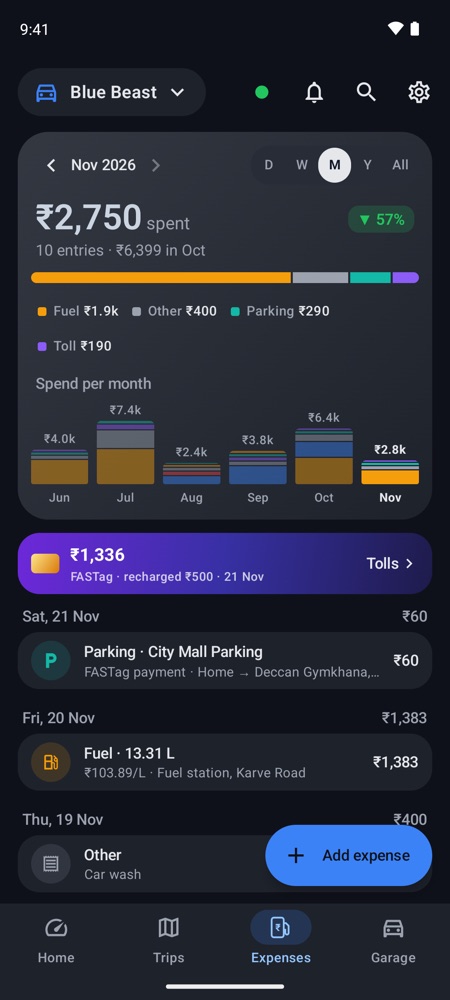 9:41
Blue Beast
Nov 2026
D W M Y All
₹2,750 spent
▼ 57%
10 entries · ₹6,399 in Oct
Fuel ₹1.9k Other ₹400 Parking ₹290
Toll ₹190
Spend per month
₹4.0k ₹7.4k ₹2.4k ₹3.8k ₹6.4k ₹2.8k
Jun Jul Aug Sep Oct Nov
₹1,336
FASTag · recharged ₹500 · 21 Nov
Tolls
Sat, 21 Nov ₹60
P
Parking · City Mall Parking
FASTag payment · Home → Deccan Gymkhana,...
₹60
Fri, 20 Nov ₹1,383
Fuel · 13.31 L
₹103.89/L · Fuel station, Karve Road
₹1,383
Thu, 19 Nov ₹400
Other
Car wash
+ Add expense
₹
Home Trips Expenses Garage